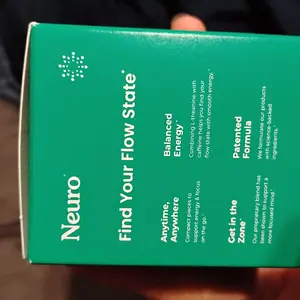 Neuro
Find Your Flow State*
Anytime,
Anywhere
Compact pieces to
support energy & focus
on the go.*
Balanced
Energy*
Combining L-theanine with
caffeine helps you find your
flow state with smooth energy.*
Get in the
Zone*
Our proprietary blend has
been shown to support a
more focused mind.*
Patented
Formula
We formulate our products
with science-backed
ingredients.*